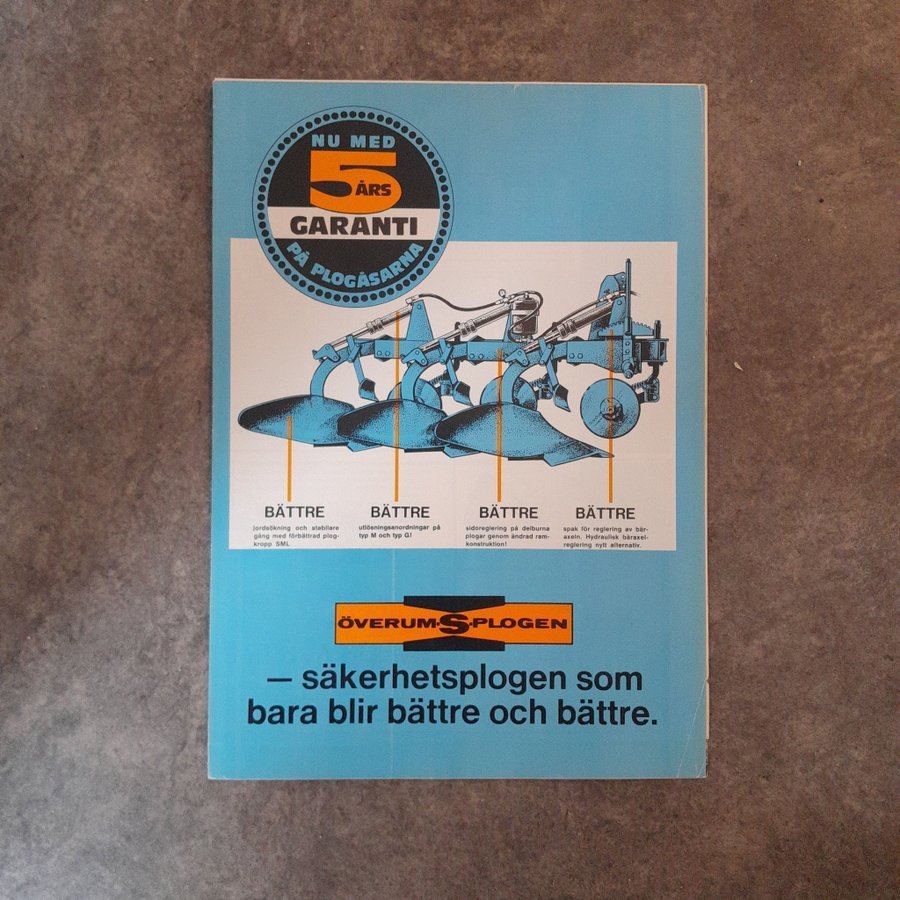 NU MED
5 ÅRS
GARANTI
PÅ PLOGÅSARNA
BÄTTRE
jordsökning och stabilare
gång med förbättrad plog-
kropp SML
BÄTTRE
utlösningsanordningar på
typ M och typ G!
BÄTTRE
sidoreglering på delburna
plogar genom ändrad ram-
konstruktion!
BÄTTRE
spak för reglering av bär-
axeln. Hydraulisk bäraxel-
reglering nytt alternativ.
ÖVERUM-S-PLOGEN
— säkerhetsplogen som
bara blir bättre och bättre.